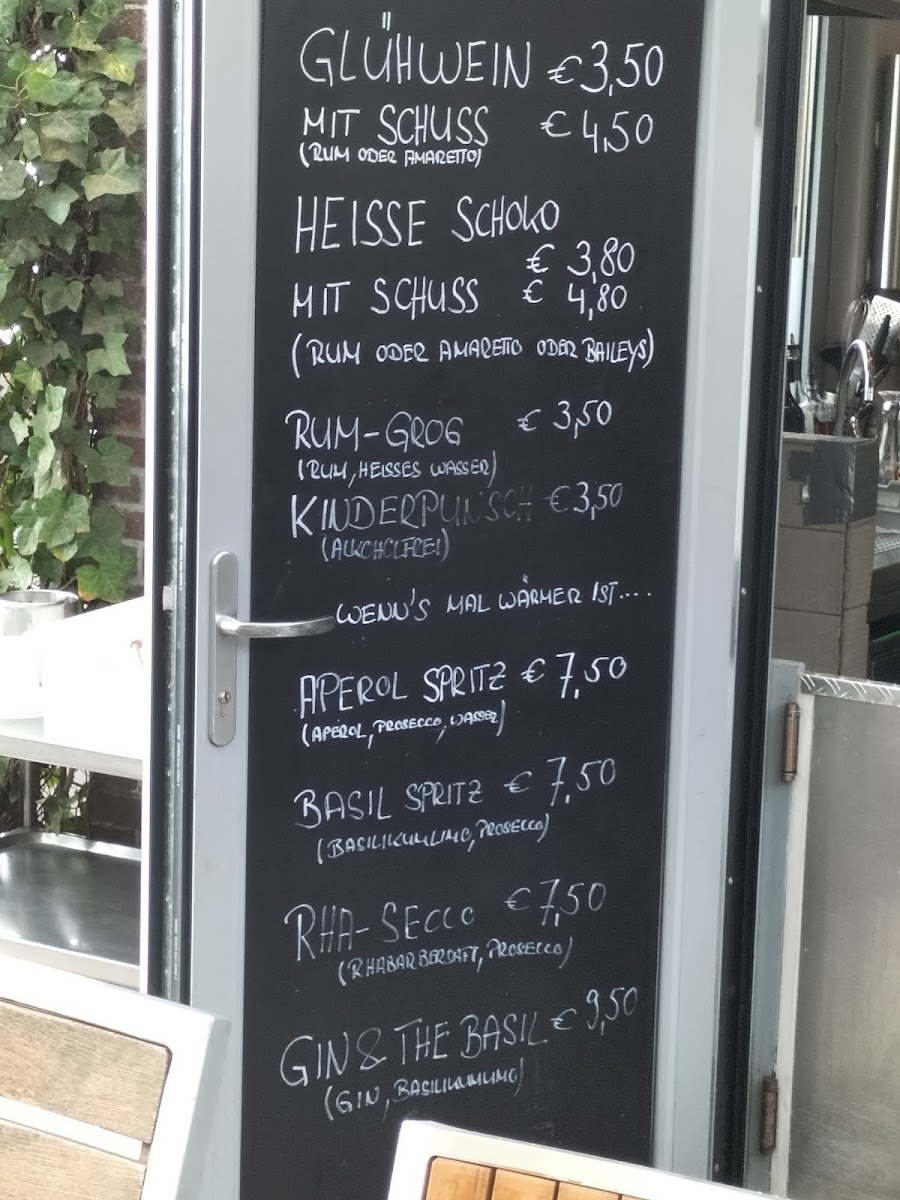 GLÜHWEIN €3,50
MIT SCHUSS € 4,50
(RUM ODER AMARETTO)
HEISSE SCHOKO
€ 3,80
MIT SCHUSS € 4,80
(RUM ODER AMARETTO ODER BAILEYS)
RUM-GROG € 3,50
(RUM, HEISSES WASSER)
KINDERPUNSCH €3,50
(ALKOHOLFREI)
WENN'S MAL WÄRMER IST....
APEROL SPRITZ € 7,50
(APEROL, PROSECCO, WASSER)
BASIL SPRITZ € 7,50
(BASILIKUMLIMO, PROSECCO)
RHA-SECCO €7,50
(RHABARBERSAFT, PROSECCO)
GIN & THE BASIL € 9,50
(GIN, BASILIKUMLIMO)